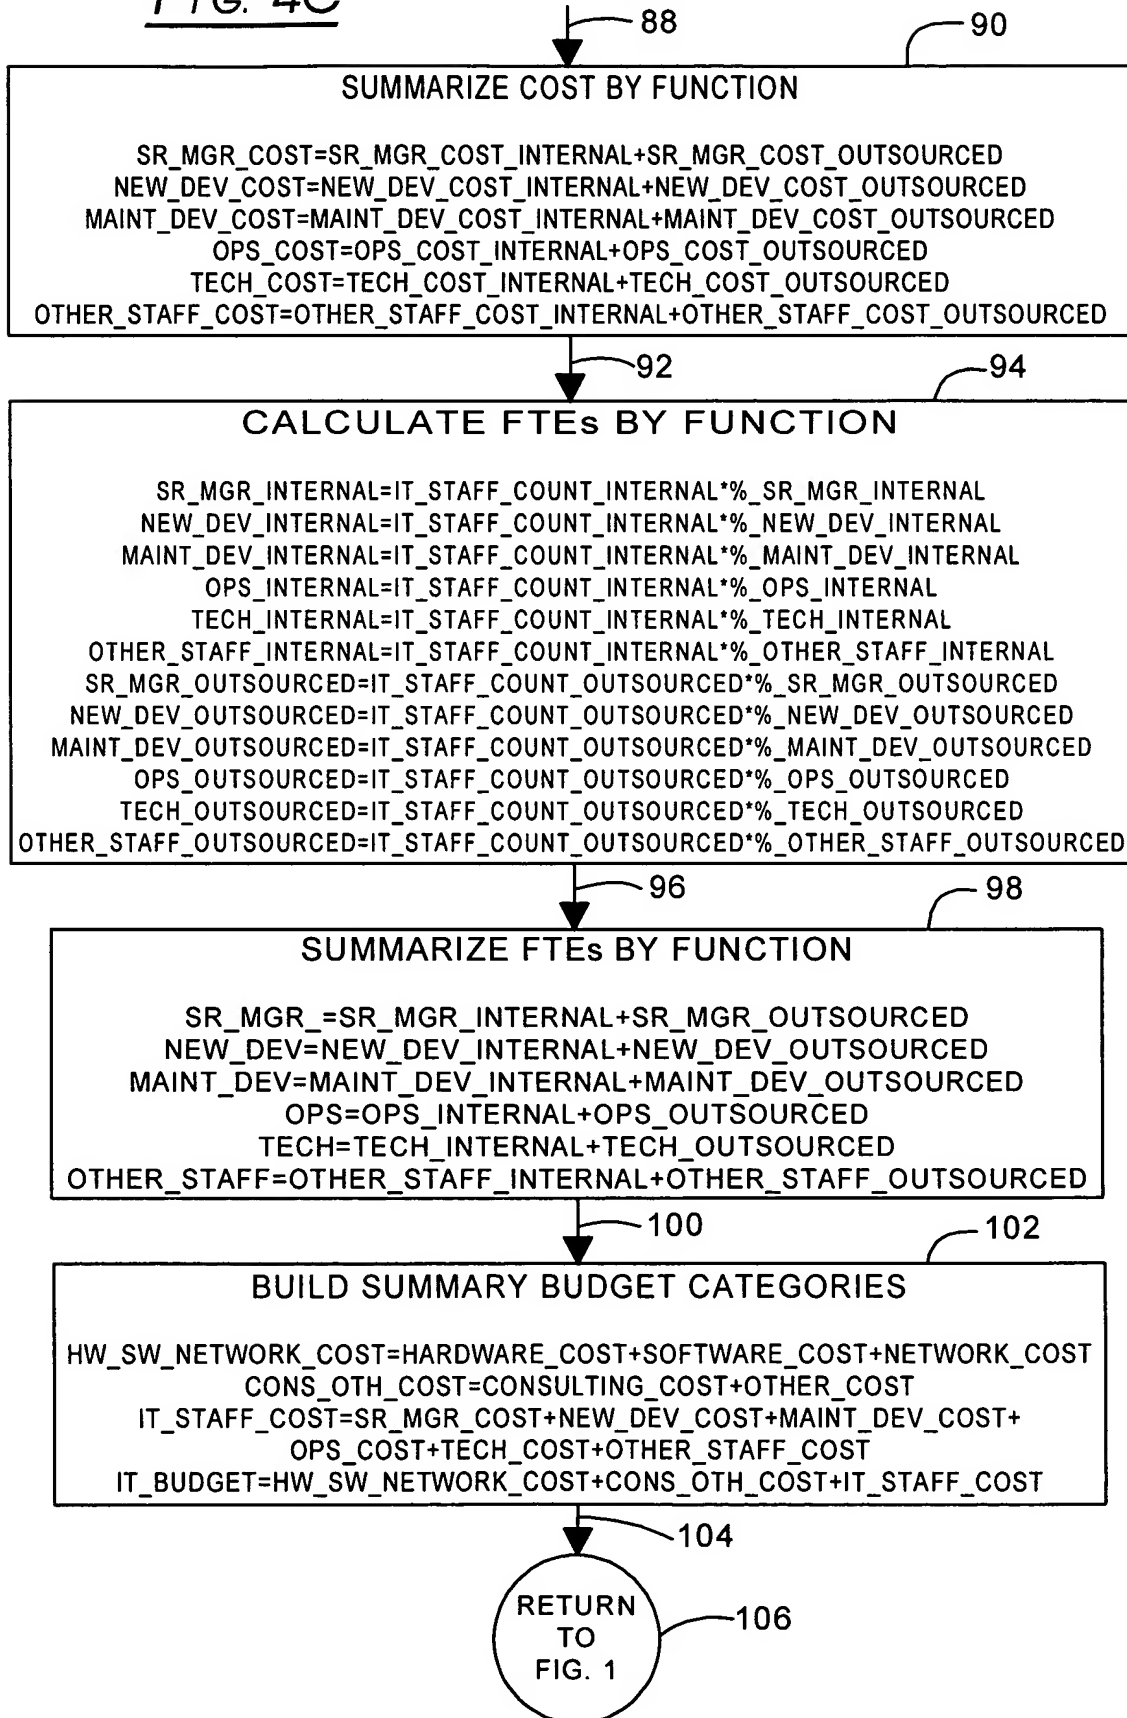 FIG. 4C
88
90
SUMMARIZE COST BY FUNCTION
SR_MGR_COST=SR_MGR_COST_INTERNAL+SR_MGR_COST_OUTSOURCED
NEW_DEV_COST=NEW_DEV_COST_INTERNAL+NEW_DEV_COST_OUTSOURCED
MAINT_DEV_COST=MAINT_DEV_COST_INTERNAL+MAINT_DEV_COST_OUTSOURCED
OPS_COST=OPS_COST_INTERNAL+OPS_COST_OUTSOURCED
TECH_COST=TECH_COST_INTERNAL+TECH_COST_OUTSOURCED
OTHER_STAFF_COST=OTHER_STAFF_COST_INTERNAL+OTHER_STAFF_COST_OUTSOURCED
92
94
CALCULATE FTEs BY FUNCTION
SR_MGR_INTERNAL=IT_STAFF_COUNT_INTERNAL*%_SR_MGR_INTERNAL
NEW_DEV_INTERNAL=IT_STAFF_COUNT_INTERNAL*%_NEW_DEV_INTERNAL
MAINT_DEV_INTERNAL=IT_STAFF_COUNT_INTERNAL*%_MAINT_DEV_INTERNAL
OPS_INTERNAL=IT_STAFF_COUNT_INTERNAL*%_OPS_INTERNAL
TECH_INTERNAL=IT_STAFF_COUNT_INTERNAL*%_TECH_INTERNAL
OTHER_STAFF_INTERNAL=IT_STAFF_COUNT_INTERNAL*%_OTHER_STAFF_INTERNAL
SR_MGR_OUTSOURCED=IT_STAFF_COUNT_OUTSOURCED*%_SR_MGR_OUTSOURCED
NEW_DEV_OUTSOURCED=IT_STAFF_COUNT_OUTSOURCED*%_NEW_DEV_OUTSOURCED
MAINT_DEV_OUTSOURCED=IT_STAFF_COUNT_OUTSOURCED*%_MAINT_DEV_OUTSOURCED
OPS_OUTSOURCED=IT_STAFF_COUNT_OUTSOURCED*%_OPS_OUTSOURCED
TECH_OUTSOURCED=IT_STAFF_COUNT_OUTSOURCED*%_TECH_OUTSOURCED
OTHER_STAFF_OUTSOURCED=IT_STAFF_COUNT_OUTSOURCED*%_OTHER_STAFF_OUTSOURCED
96
98
SUMMARIZE FTEs BY FUNCTION
SR_MGR_=SR_MGR_INTERNAL+SR_MGR_OUTSOURCED
NEW_DEV=NEW_DEV_INTERNAL+NEW_DEV_OUTSOURCED
MAINT_DEV=MAINT_DEV_INTERNAL+MAINT_DEV_OUTSOURCED
OPS=OPS_INTERNAL+OPS_OUTSOURCED
TECH=TECH_INTERNAL+TECH_OUTSOURCED
OTHER_STAFF=OTHER_STAFF_INTERNAL+OTHER_STAFF_OUTSOURCED
100
102
BUILD SUMMARY BUDGET CATEGORIES
HW_SW_NETWORK_COST=HARDWARE_COST+SOFTWARE_COST+NETWORK_COST
CONS_OTH_COST=CONSULTING_COST+OTHER_COST
IT_STAFF_COST=SR_MGR_COST+NEW_DEV_COST+MAINT_DEV_COST+
OPS_COST+TECH_COST+OTHER_STAFF_COST
IT_BUDGET=HW_SW_NETWORK_COST+CONS_OTH_COST+IT_STAFF_COST
104
RETURN
TO
FIG. 1
106